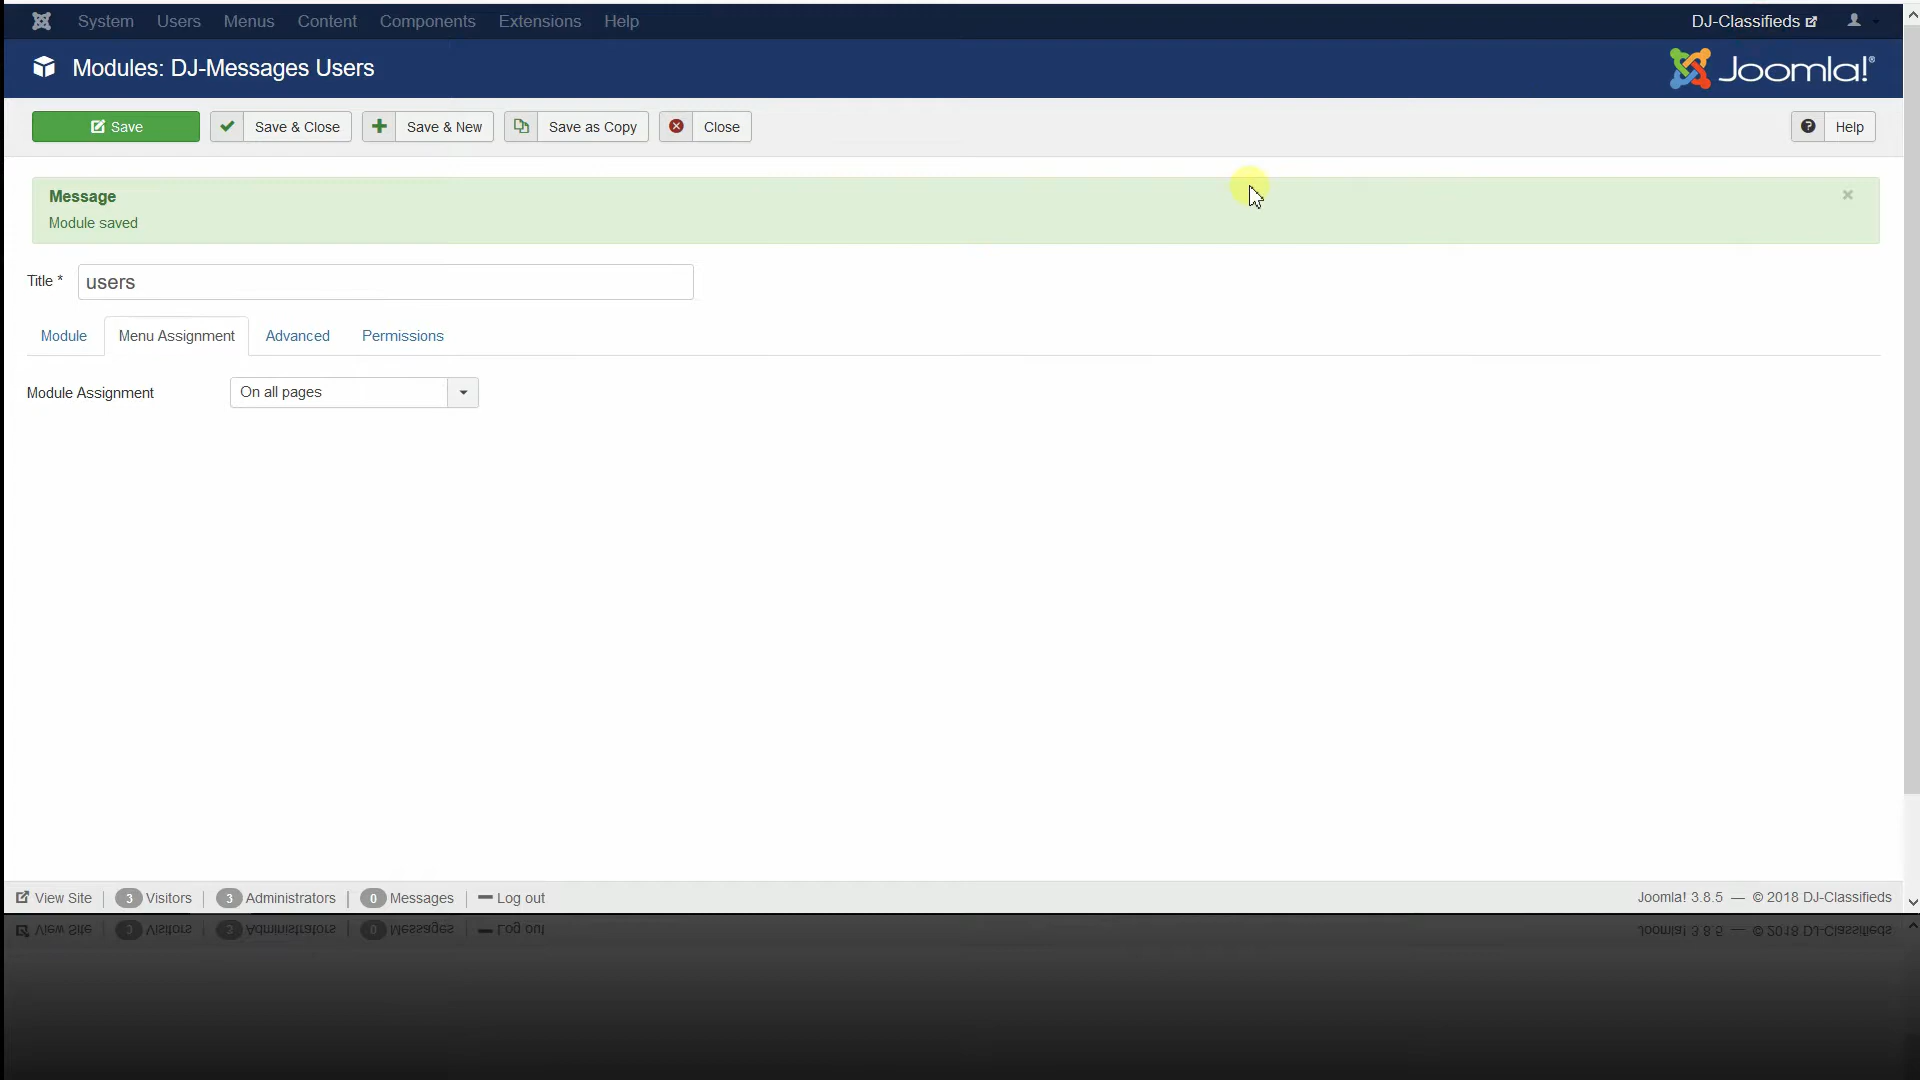 System Users Menus Content Components Extensions Help DJ-Classifieds
Modules: DJ-Messages Users Joomla!®
Save Save & Close Save & New Save as Copy Close Help
Message
Module saved
Title * users
Module Menu Assignment Advanced Permissions
Module Assignment On all pages
View Site 3 Visitors 3 Administrators 0 Messages Log out Joomla! 3.8.5 — © 2018 DJ-Classifieds